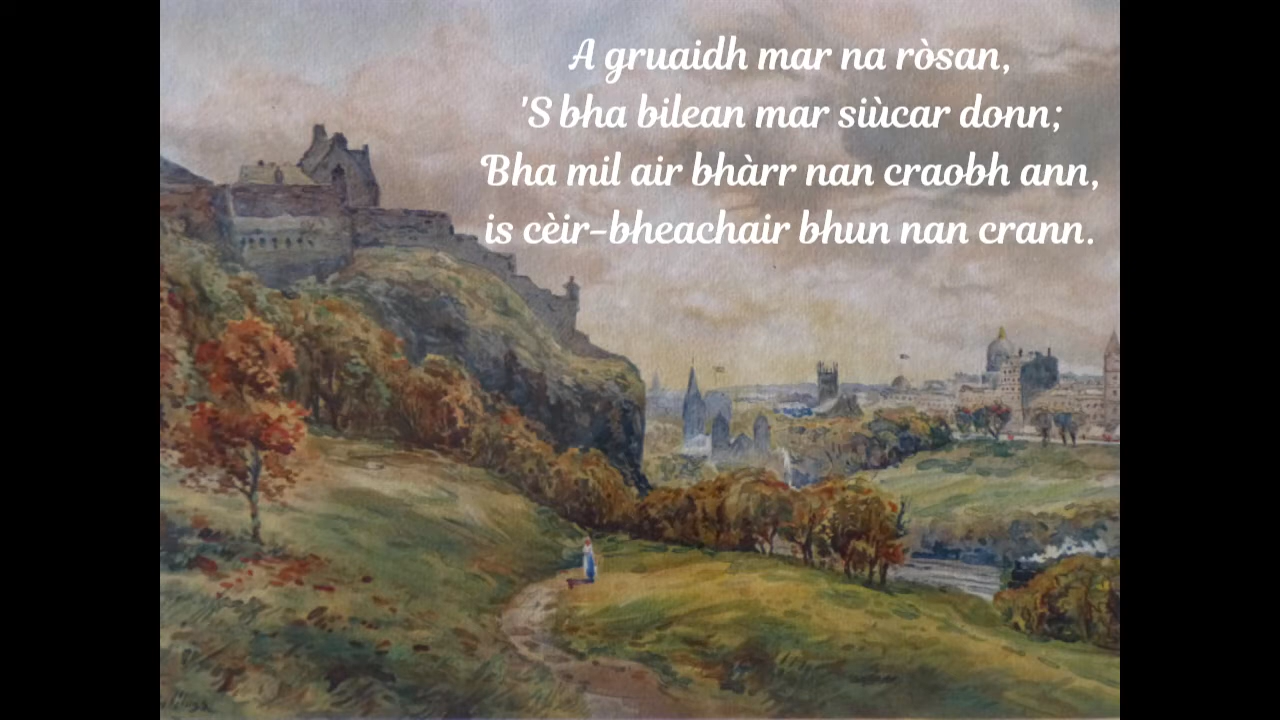 A gruaidh mar na ròsan,
'S bha bilean mar siùcar donn;
Bha mil air bhàrr nan craobh ann,
is cèir-bheachair bhun nan crann.